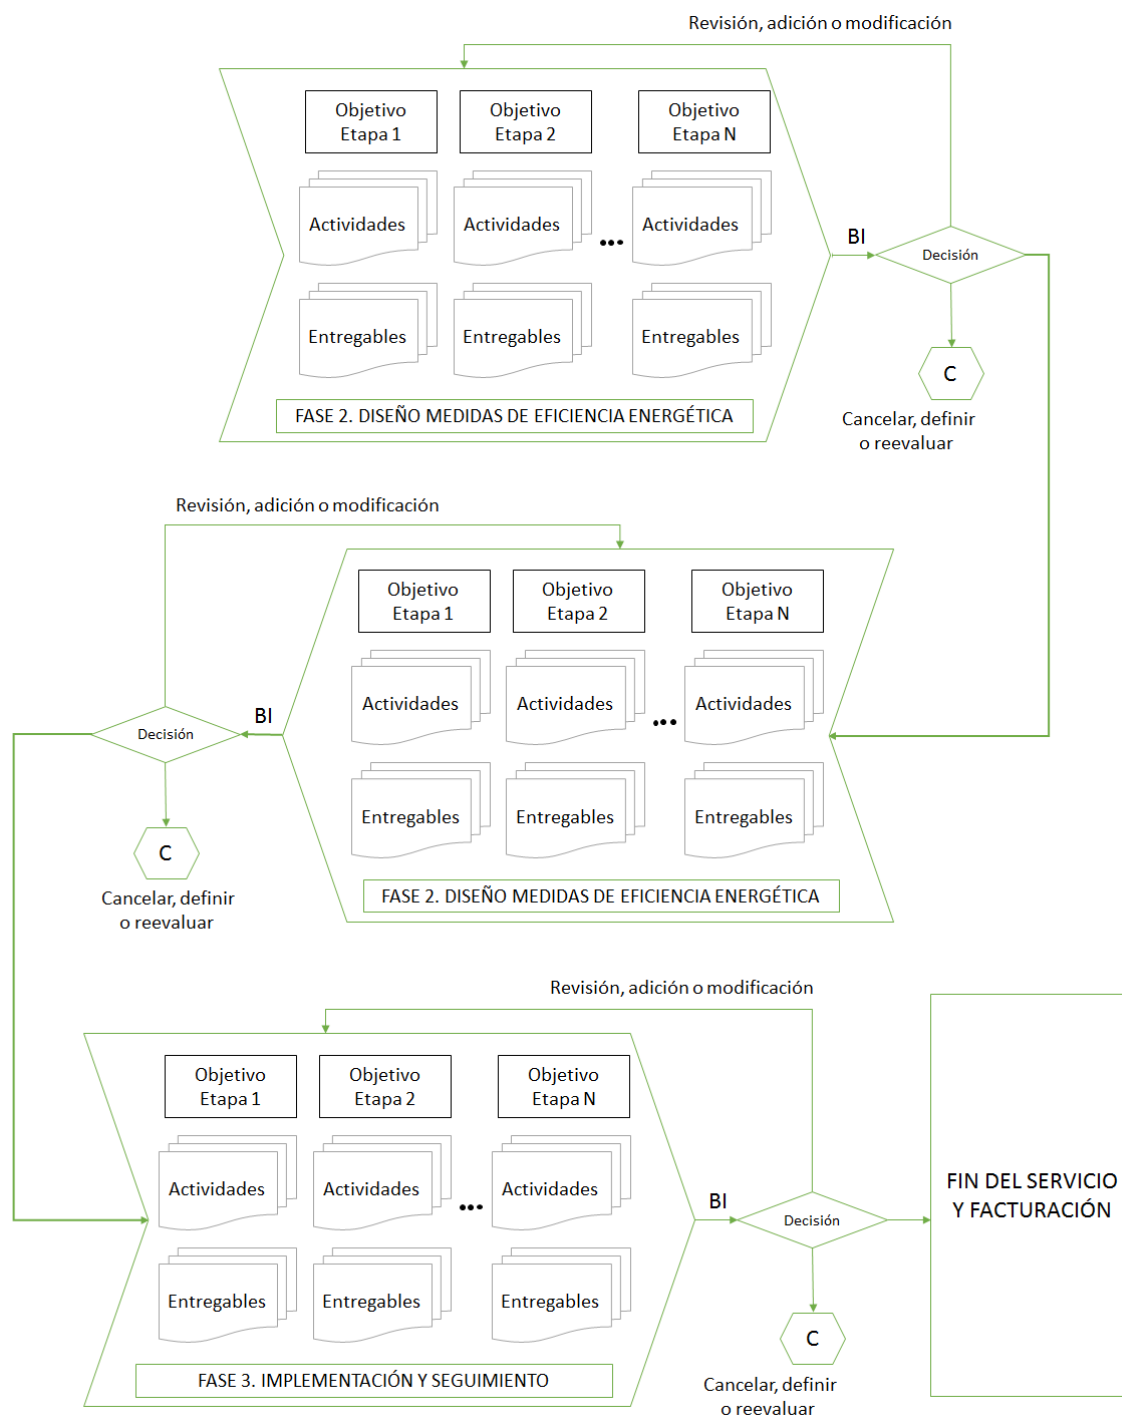 Revisión, adición o modificación
Objetivo
Etapa 1
Objetivo
Etapa 2
Objetivo
Etapa N
Actividades
Actividades
...
Actividades
BI
Decisión
Entregables
Entregables
Entregables
C
Cancelar, definir
o reevaluar
FASE 2. DISEÑO MEDIDAS DE EFICIENCIA ENERGÉTICA
Revisión, adición o modificación
Objetivo
Etapa 1
Objetivo
Etapa 2
Objetivo
Etapa N
Actividades
Actividades
...
Actividades
BI
Decisión
Entregables
Entregables
Entregables
C
Cancelar, definir
o reevaluar
FASE 2. DISEÑO MEDIDAS DE EFICIENCIA ENERGÉTICA
Revisión, adición o modificación
Objetivo
Etapa 1
Objetivo
Etapa 2
Objetivo
Etapa N
Actividades
Actividades
...
Actividades
BI
Decisión
FIN DEL SERVICIO
Y FACTURACIÓN
Entregables
Entregables
Entregables
C
Cancelar, definir
o reevaluar
FASE 3. IMPLEMENTACIÓN Y SEGUIMIENTO